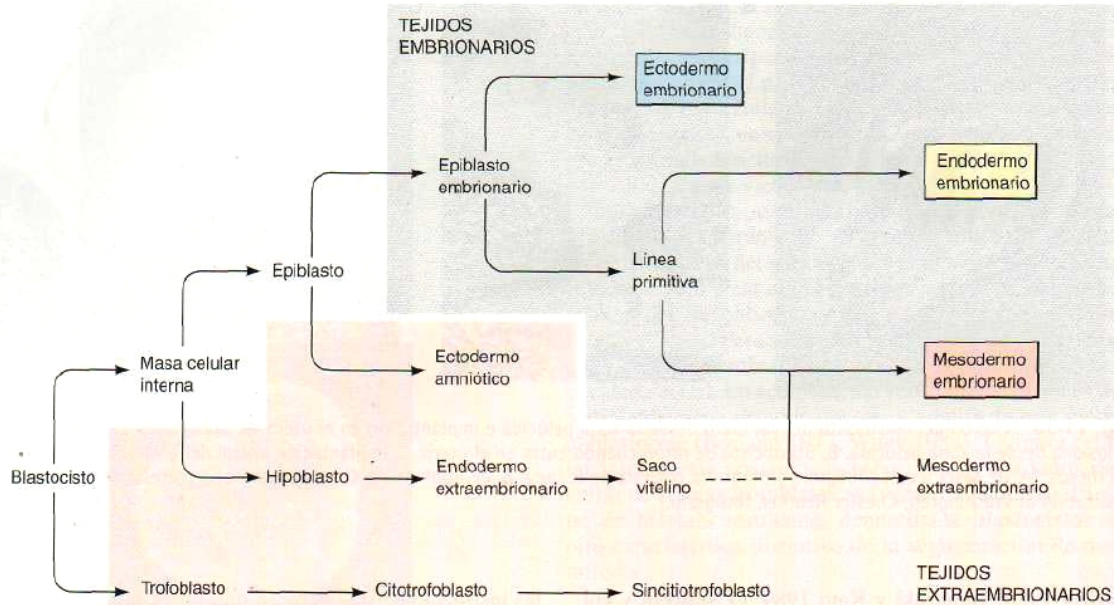 TEJIDOS
EMBRIONARIOS
Ectodermo
embrionario
Epiblasto
embrionario
Endodermo
embrionario
Epiblasto
Línea
primitiva
Masa celular
interna
Ectodermo
amniótico
Mesodermo
embrionario
Blastocisto
Hipoblasto
Endodermo
extraembrionario
Saco
vitelino
Mesodermo
extraembrionario
Trofoblasto
Citotrofoblasto
Sincitiotrofoblasto
TEJIDOS
EXTRAEMBRIONARIOS